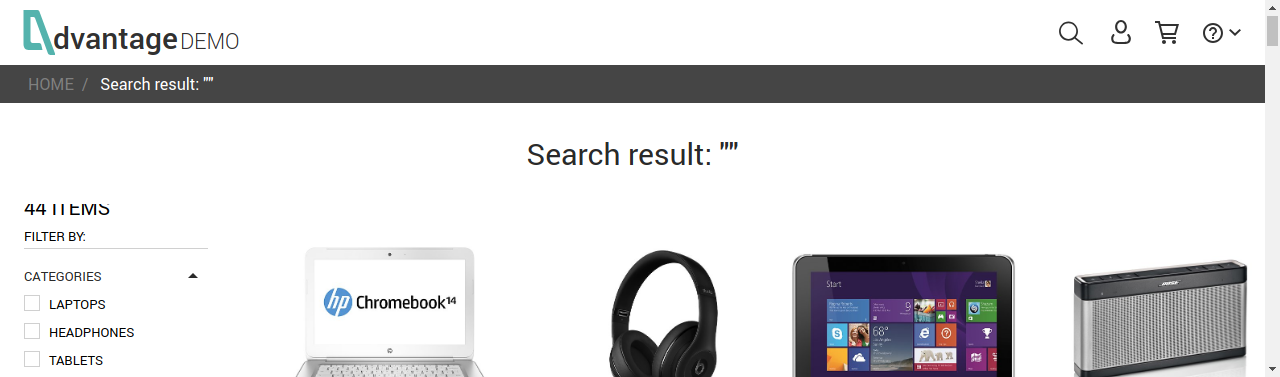 dvantage DEMO
HOME / Search result: ""
Search result: ""
44 ITEMS
FILTER BY:
CATEGORIES
LAPTOPS
HEADPHONES
TABLETS
hp Chromebook 14
Start
9
68°
BOSE